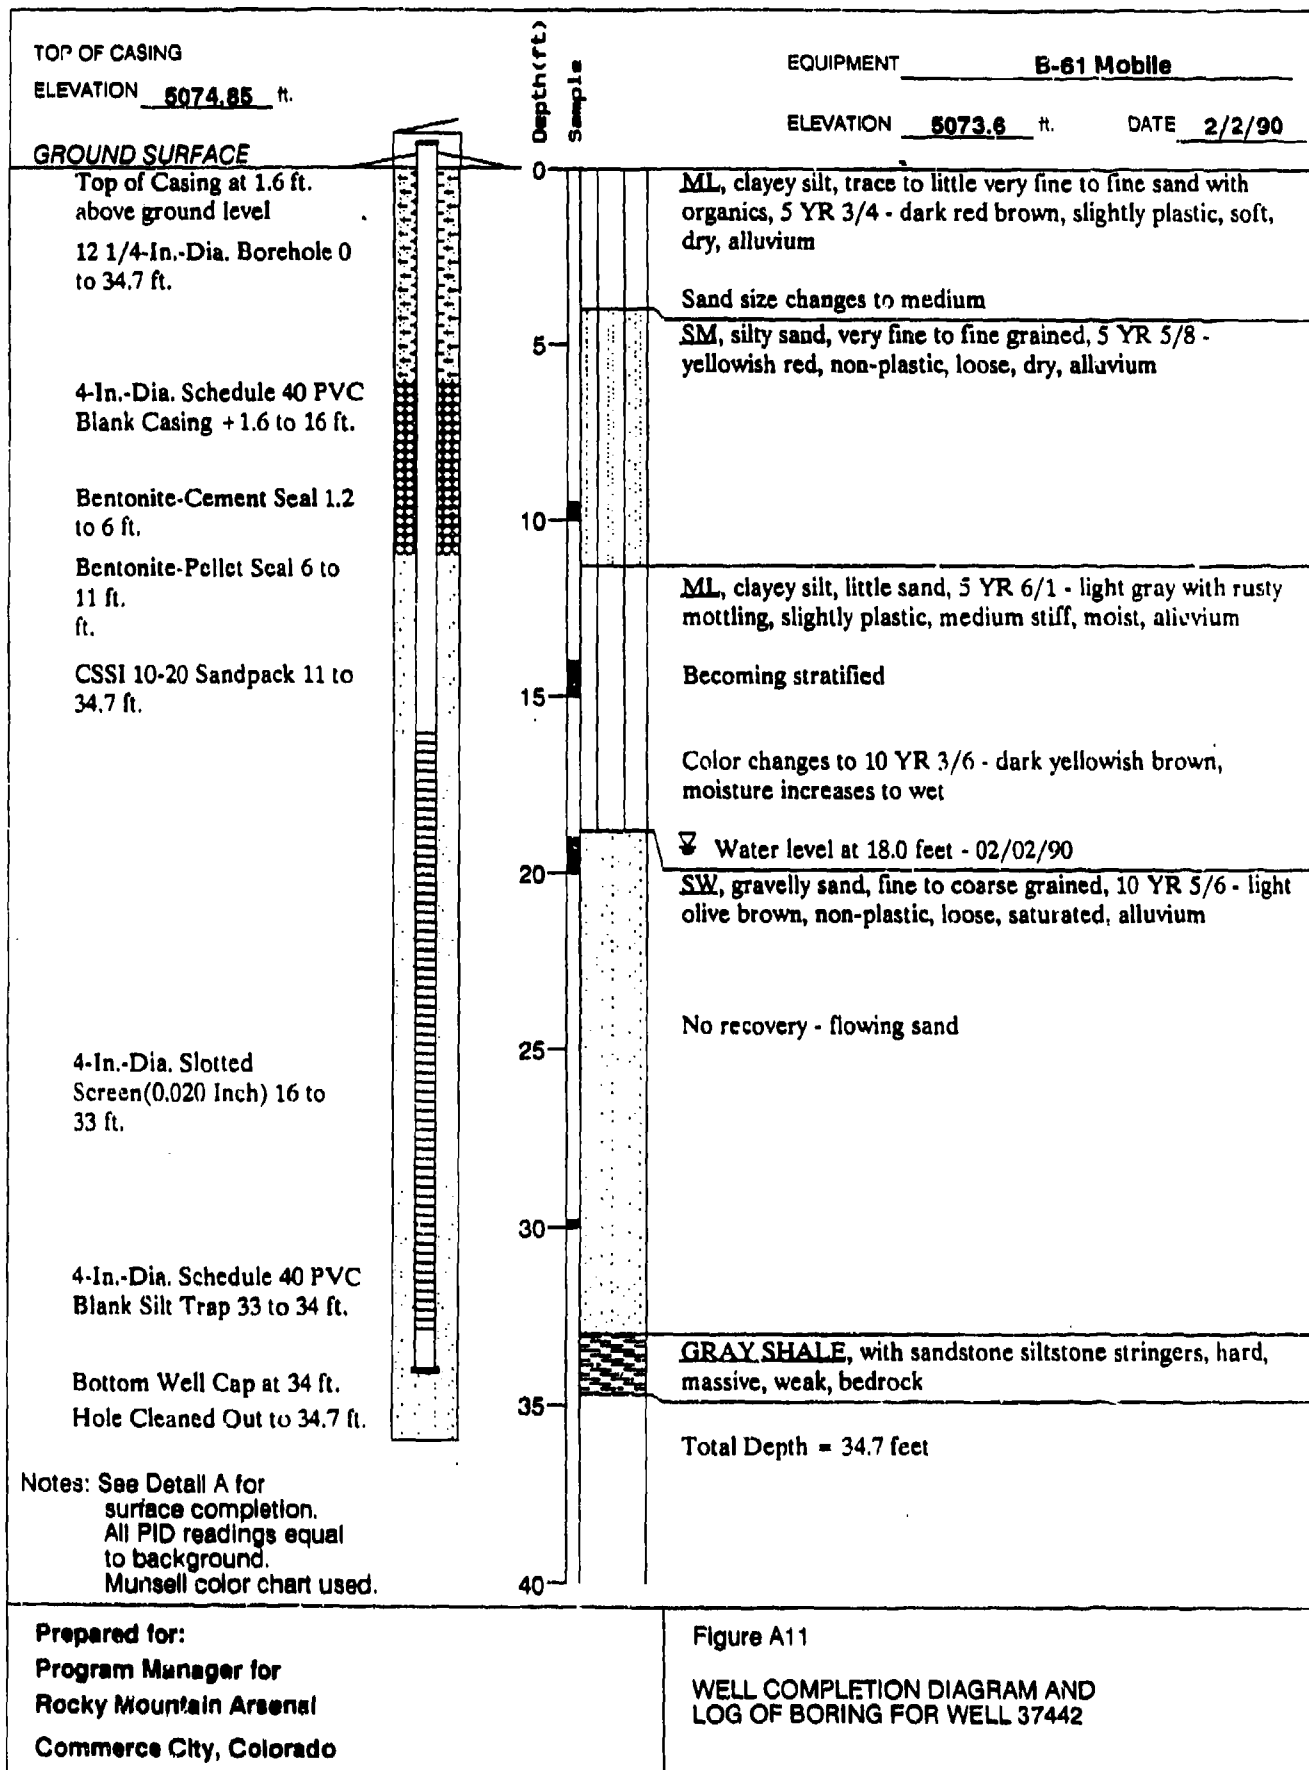 TOP OF CASING
ELEVATION 5074.85 ft.
GROUND SURFACE
Top of Casing at 1.6 ft.
above ground level
12 1/4-In.-Dia. Borehole 0
to 34.7 ft.
4-In.-Dia. Schedule 40 PVC
Blank Casing +1.6 to 16 ft.
Bentonite-Cement Seal 1.2
to 6 ft.
Bentonite-Pellet Seal 6 to
11 ft.
ft.
CSSI 10-20 Sandpack 11 to
34.7 ft.
4-In.-Dia. Slotted
Screen(0.020 Inch) 16 to
33 ft.
4-In.-Dia. Schedule 40 PVC
Blank Silt Trap 33 to 34 ft.
Bottom Well Cap at 34 ft.
Hole Cleaned Out to 34.7 ft.
Notes: See Detail A for
surface completion.
All PID readings equal
to background.
Munsell color chart used.
Depth(ft)
Sample
0
5
10
15
20
25
30
35
40
EQUIPMENT B-61 Mobile
ELEVATION 5073.6 ft. DATE 2/2/90
ML, clayey silt, trace to little very fine to fine sand with
organics, 5 YR 3/4 - dark red brown, slightly plastic, soft,
dry, alluvium
Sand size changes to medium
SM, silty sand, very fine to fine grained, 5 YR 5/8 -
yellowish red, non-plastic, loose, dry, alluvium
ML, clayey silt, little sand, 5 YR 6/1 - light gray with rusty
mottling, slightly plastic, medium stiff, moist, alluvium
Becoming stratified
Color changes to 10 YR 3/6 - dark yellowish brown,
moisture increases to wet
Water level at 18.0 feet - 02/02/90
SW, gravelly sand, fine to coarse grained, 10 YR 5/6 - light
olive brown, non-plastic, loose, saturated, alluvium
No recovery - flowing sand
GRAY SHALE, with sandstone siltstone stringers, hard,
massive, weak, bedrock
Total Depth = 34.7 feet
Prepared for:
Program Manager for
Rocky Mountain Arsenal
Commerce City, Colorado
Figure A11
WELL COMPLETION DIAGRAM AND
LOG OF BORING FOR WELL 37442